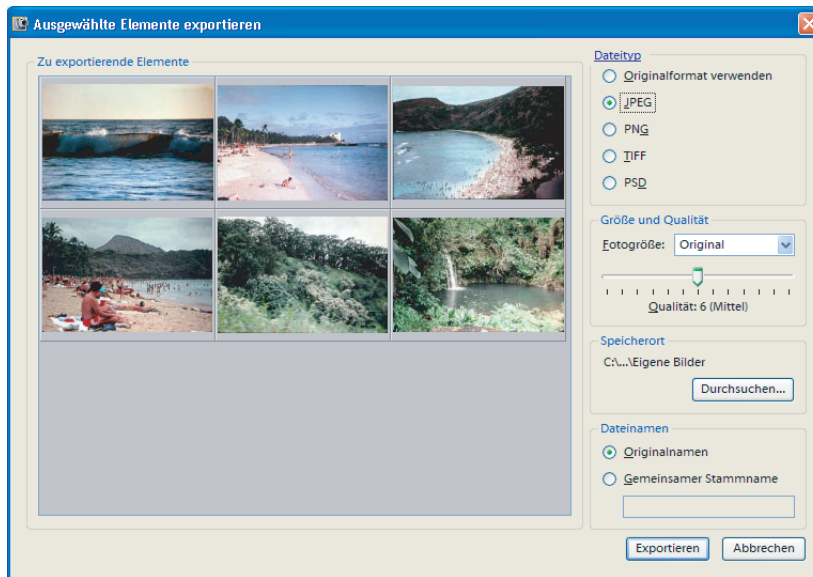 Ausgewählte Elemente exportieren
Zu exportierende Elemente
Dateityp
Originalformat verwenden
JPEG
PNG
TIFF
PSD
Größe und Qualität
Fotogröße: Original
Qualität: 6 (Mittel)
Speicherort
C:\...\Eigene Bilder
Durchsuchen...
Dateinamen
Originalnamen
Gemeinsamer Stammname
Exportieren Abbrechen